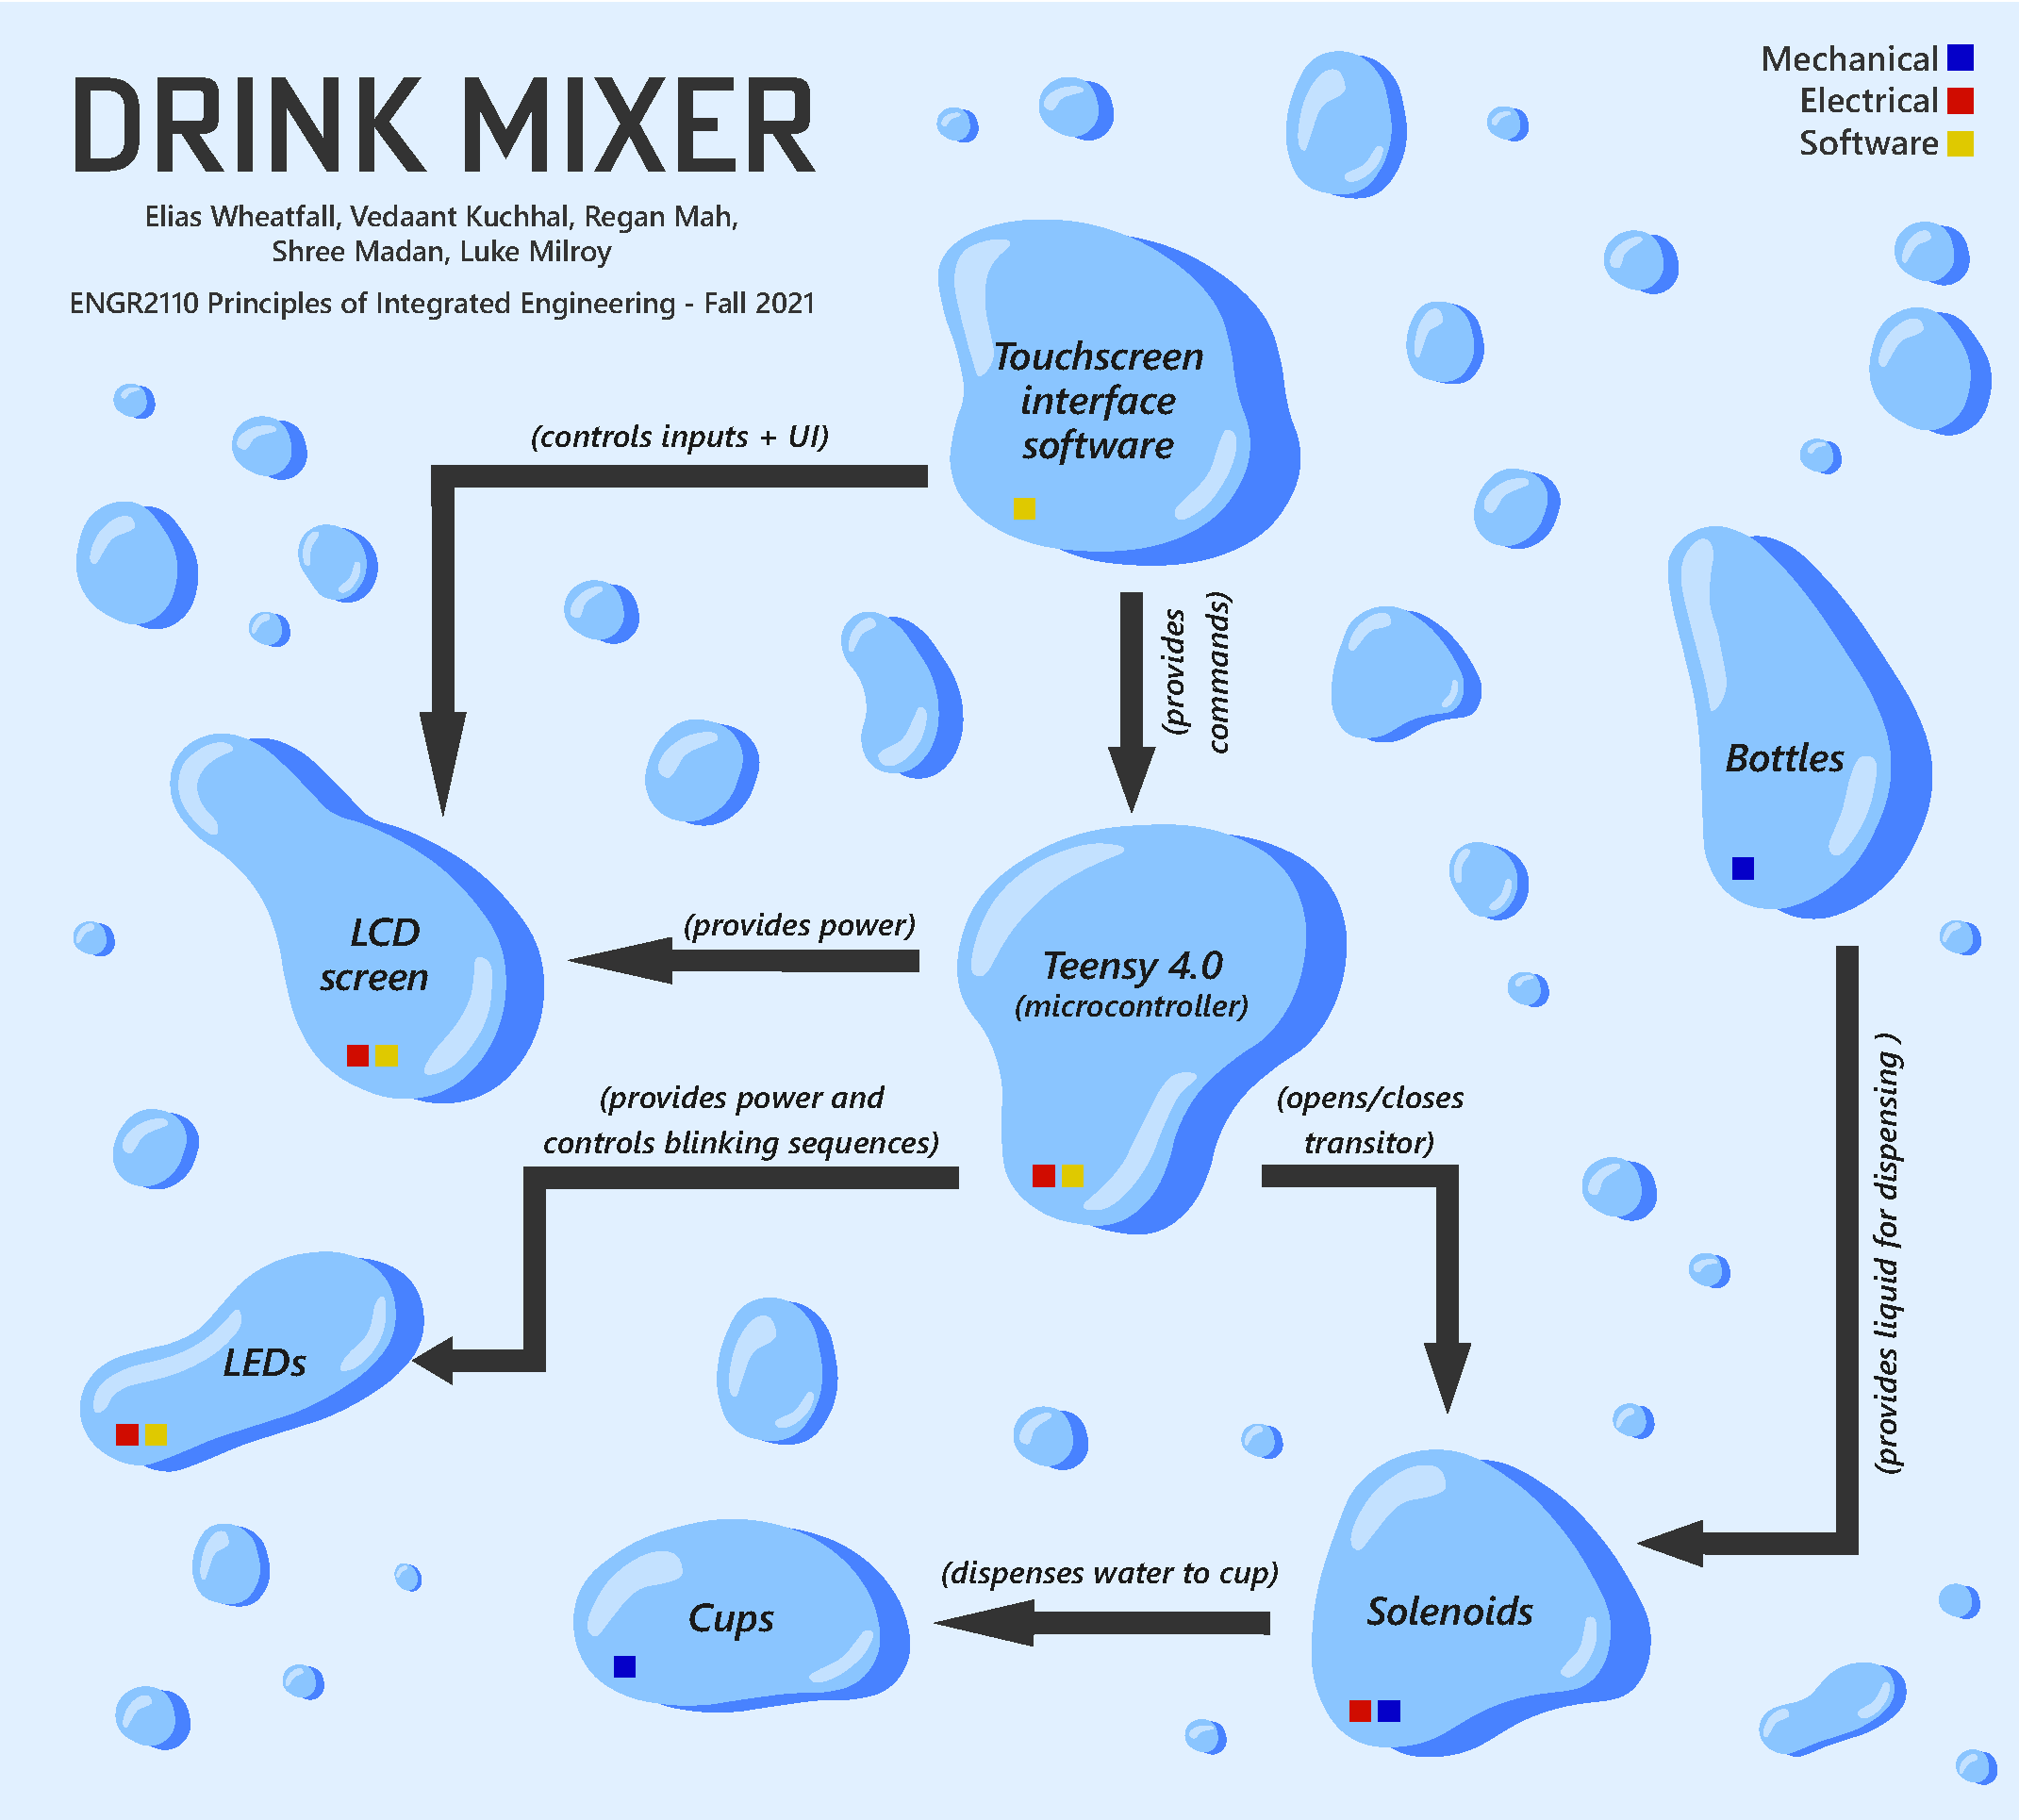 DRINK MIXER
Elias Wheatfall, Vedaant Kuchhal, Regan Mah,
Shree Madan, Luke Milroy
ENGR2110 Principles of Integrated Engineering - Fall 2021
Mechanical
Electrical
Software
Touchscreen
interface
software
(controls inputs + UI)
(provides
commands)
Bottles
LCD
screen
(provides power)
Teensy 4.0
(microcontroller)
(provides power and
controls blinking sequences)
(opens/closes
transitor)
(provides liquid for dispensing )
LEDs
Cups
(dispenses water to cup)
Solenoids